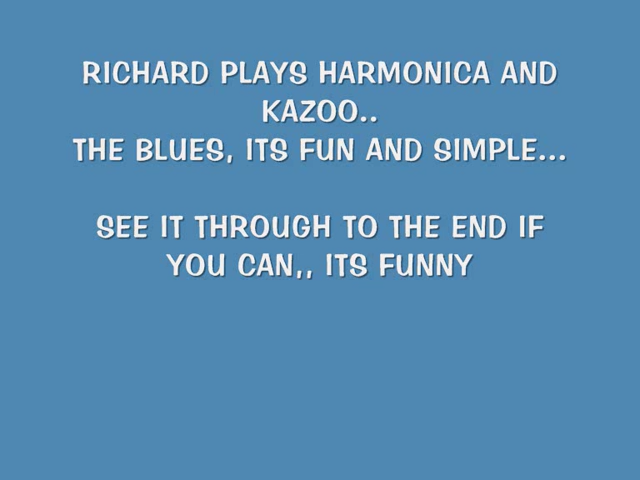 RICHARD PLAYS HARMONICA AND
KAZOO..
THE BLUES, ITS FUN AND SIMPLE...
SEE IT THROUGH TO THE END IF
YOU CAN,, ITS FUNNY